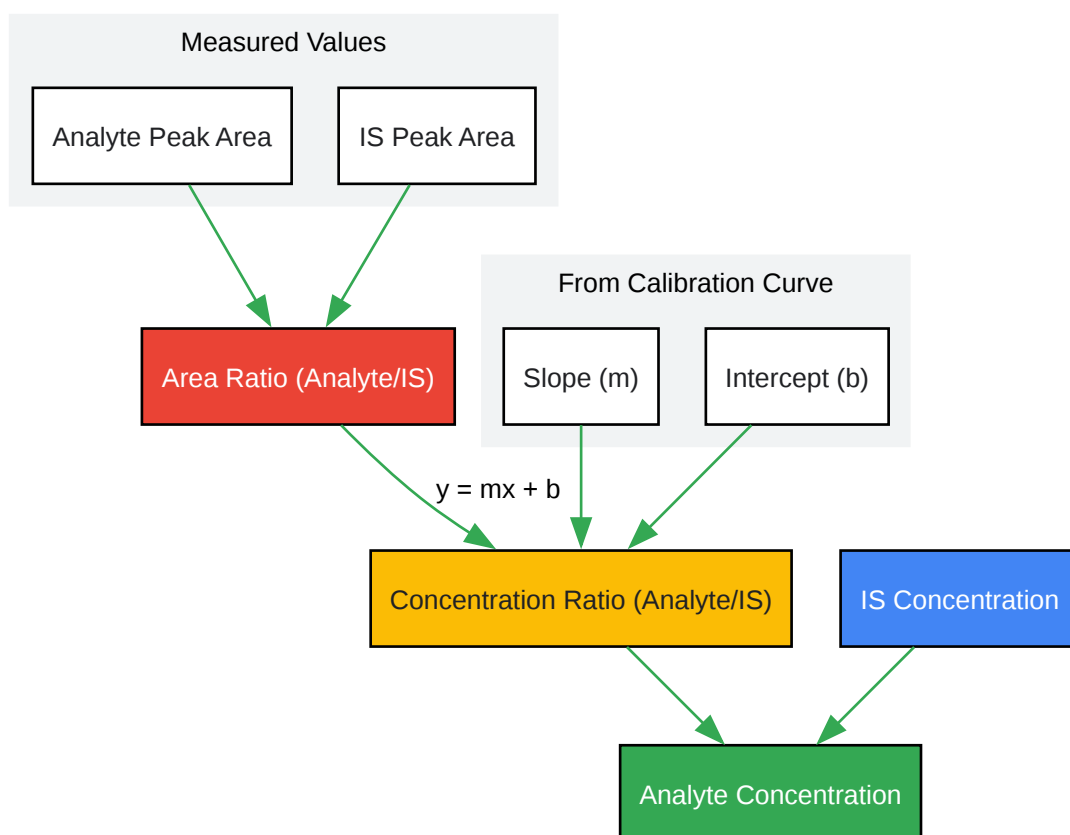 Measured Values
Analyte Peak Area
IS Peak Area
From Calibration Curve
Area Ratio (Analyte/IS)
Slope (m)
Intercept (b)
y = mx + b
Concentration Ratio (Analyte/IS)
IS Concentration
Analyte Concentration